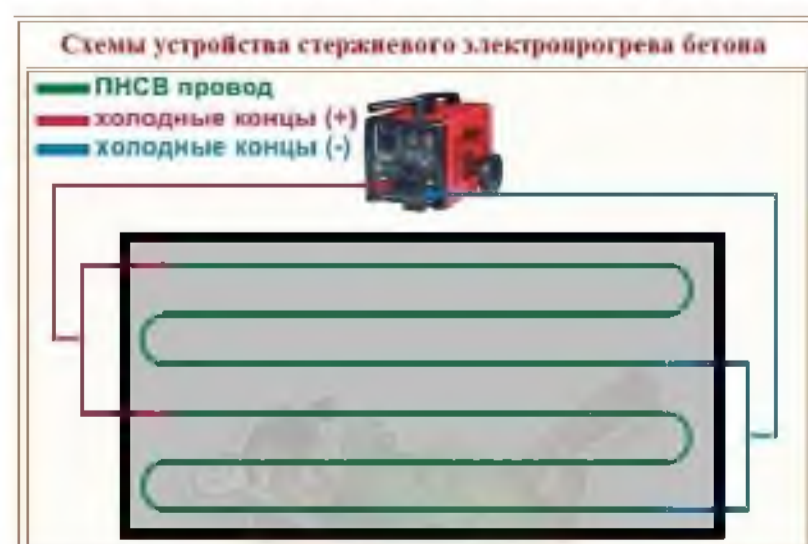 Схемы устройства стержневого электропрогрева бетона
ПНСВ провод
холодные концы (+)
холодные концы (-)